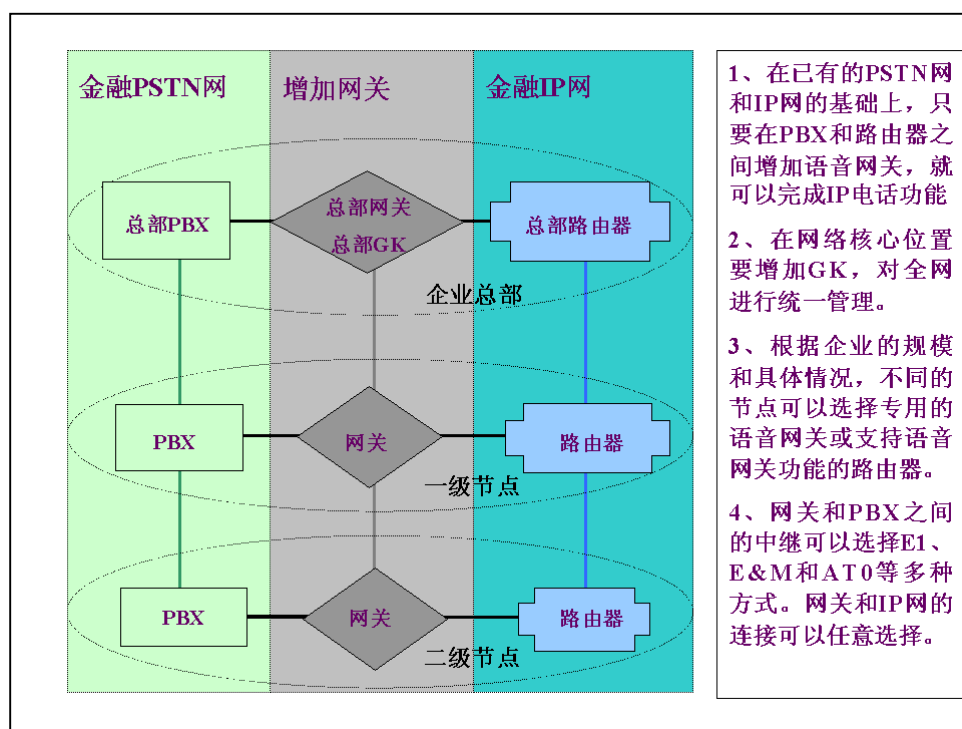 金融PSTN网
增加网关
金融IP网
总部PBX
总部网关
总部GK
总部路由器
企业总部
PBX
网关
路由器
一级节点
PBX
网关
路由器
二级节点
1、在已有的PSTN网
和IP网的基础上，只
要在PBX和路由器之
间增加语音网关，就
可以完成IP电话功能
2、在网络核心位置
要增加GK，对全网
进行统一管理。
3、根据企业的规模
和具体情况，不同的
节点可以选择专用的
语音网关或支持语音
网关功能的路由器。
4、网关和PBX之间
的中继可以选择E1、
E&M和AT0等多种
方式。网关和IP网的
连接可以任意选择。